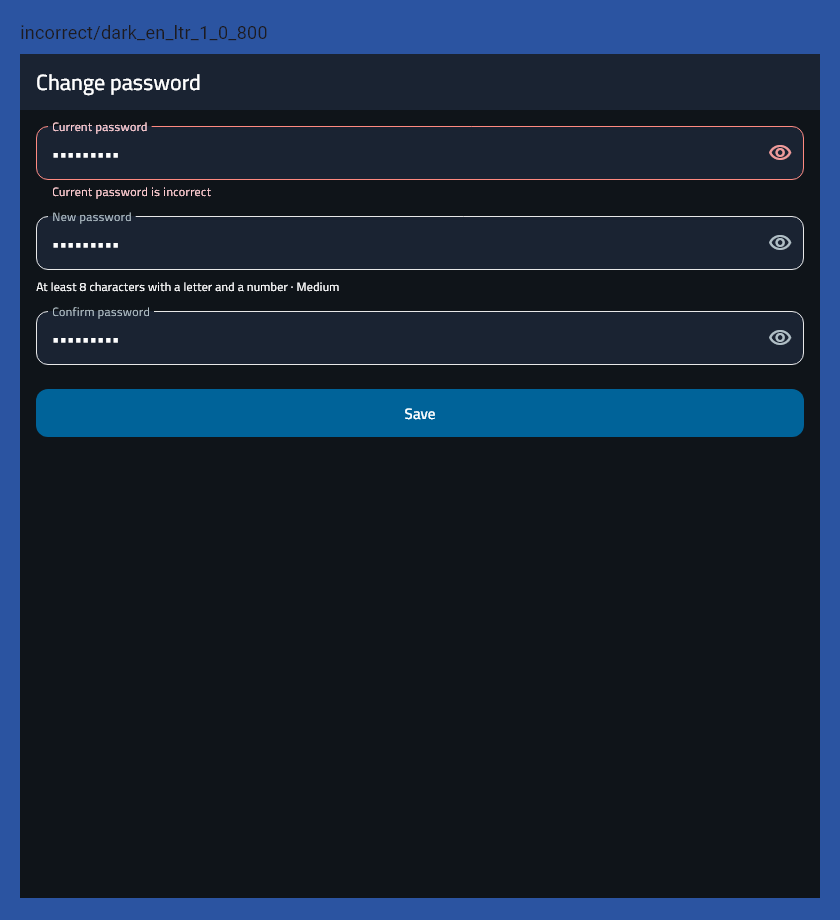 incorrect/dark_en_ltr_1_0_800
Change password
Current password
•••••••••
Current password is incorrect
New password
•••••••••
At least 8 characters with a letter and a number · Medium
Confirm password
•••••••••
Save